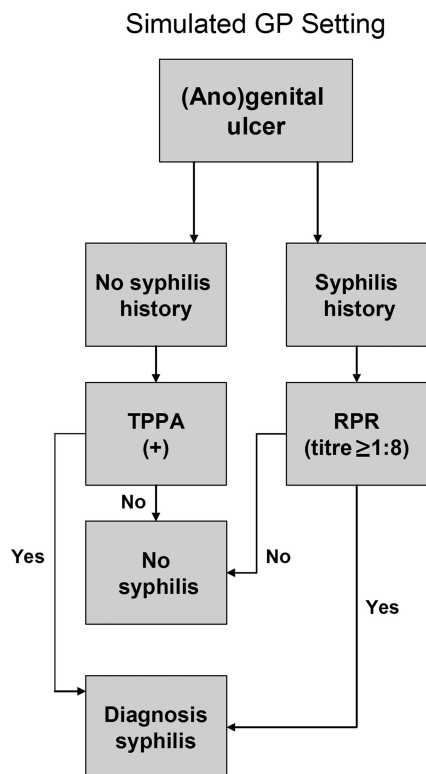 Simulated GP Setting
(Ano)genital
ulcer
No syphilis
history
Syphilis
history
TPPA
(+)
RPR
(titre ≥1:8)
No
No
syphilis
No
Yes
Yes
Diagnosis
syphilis